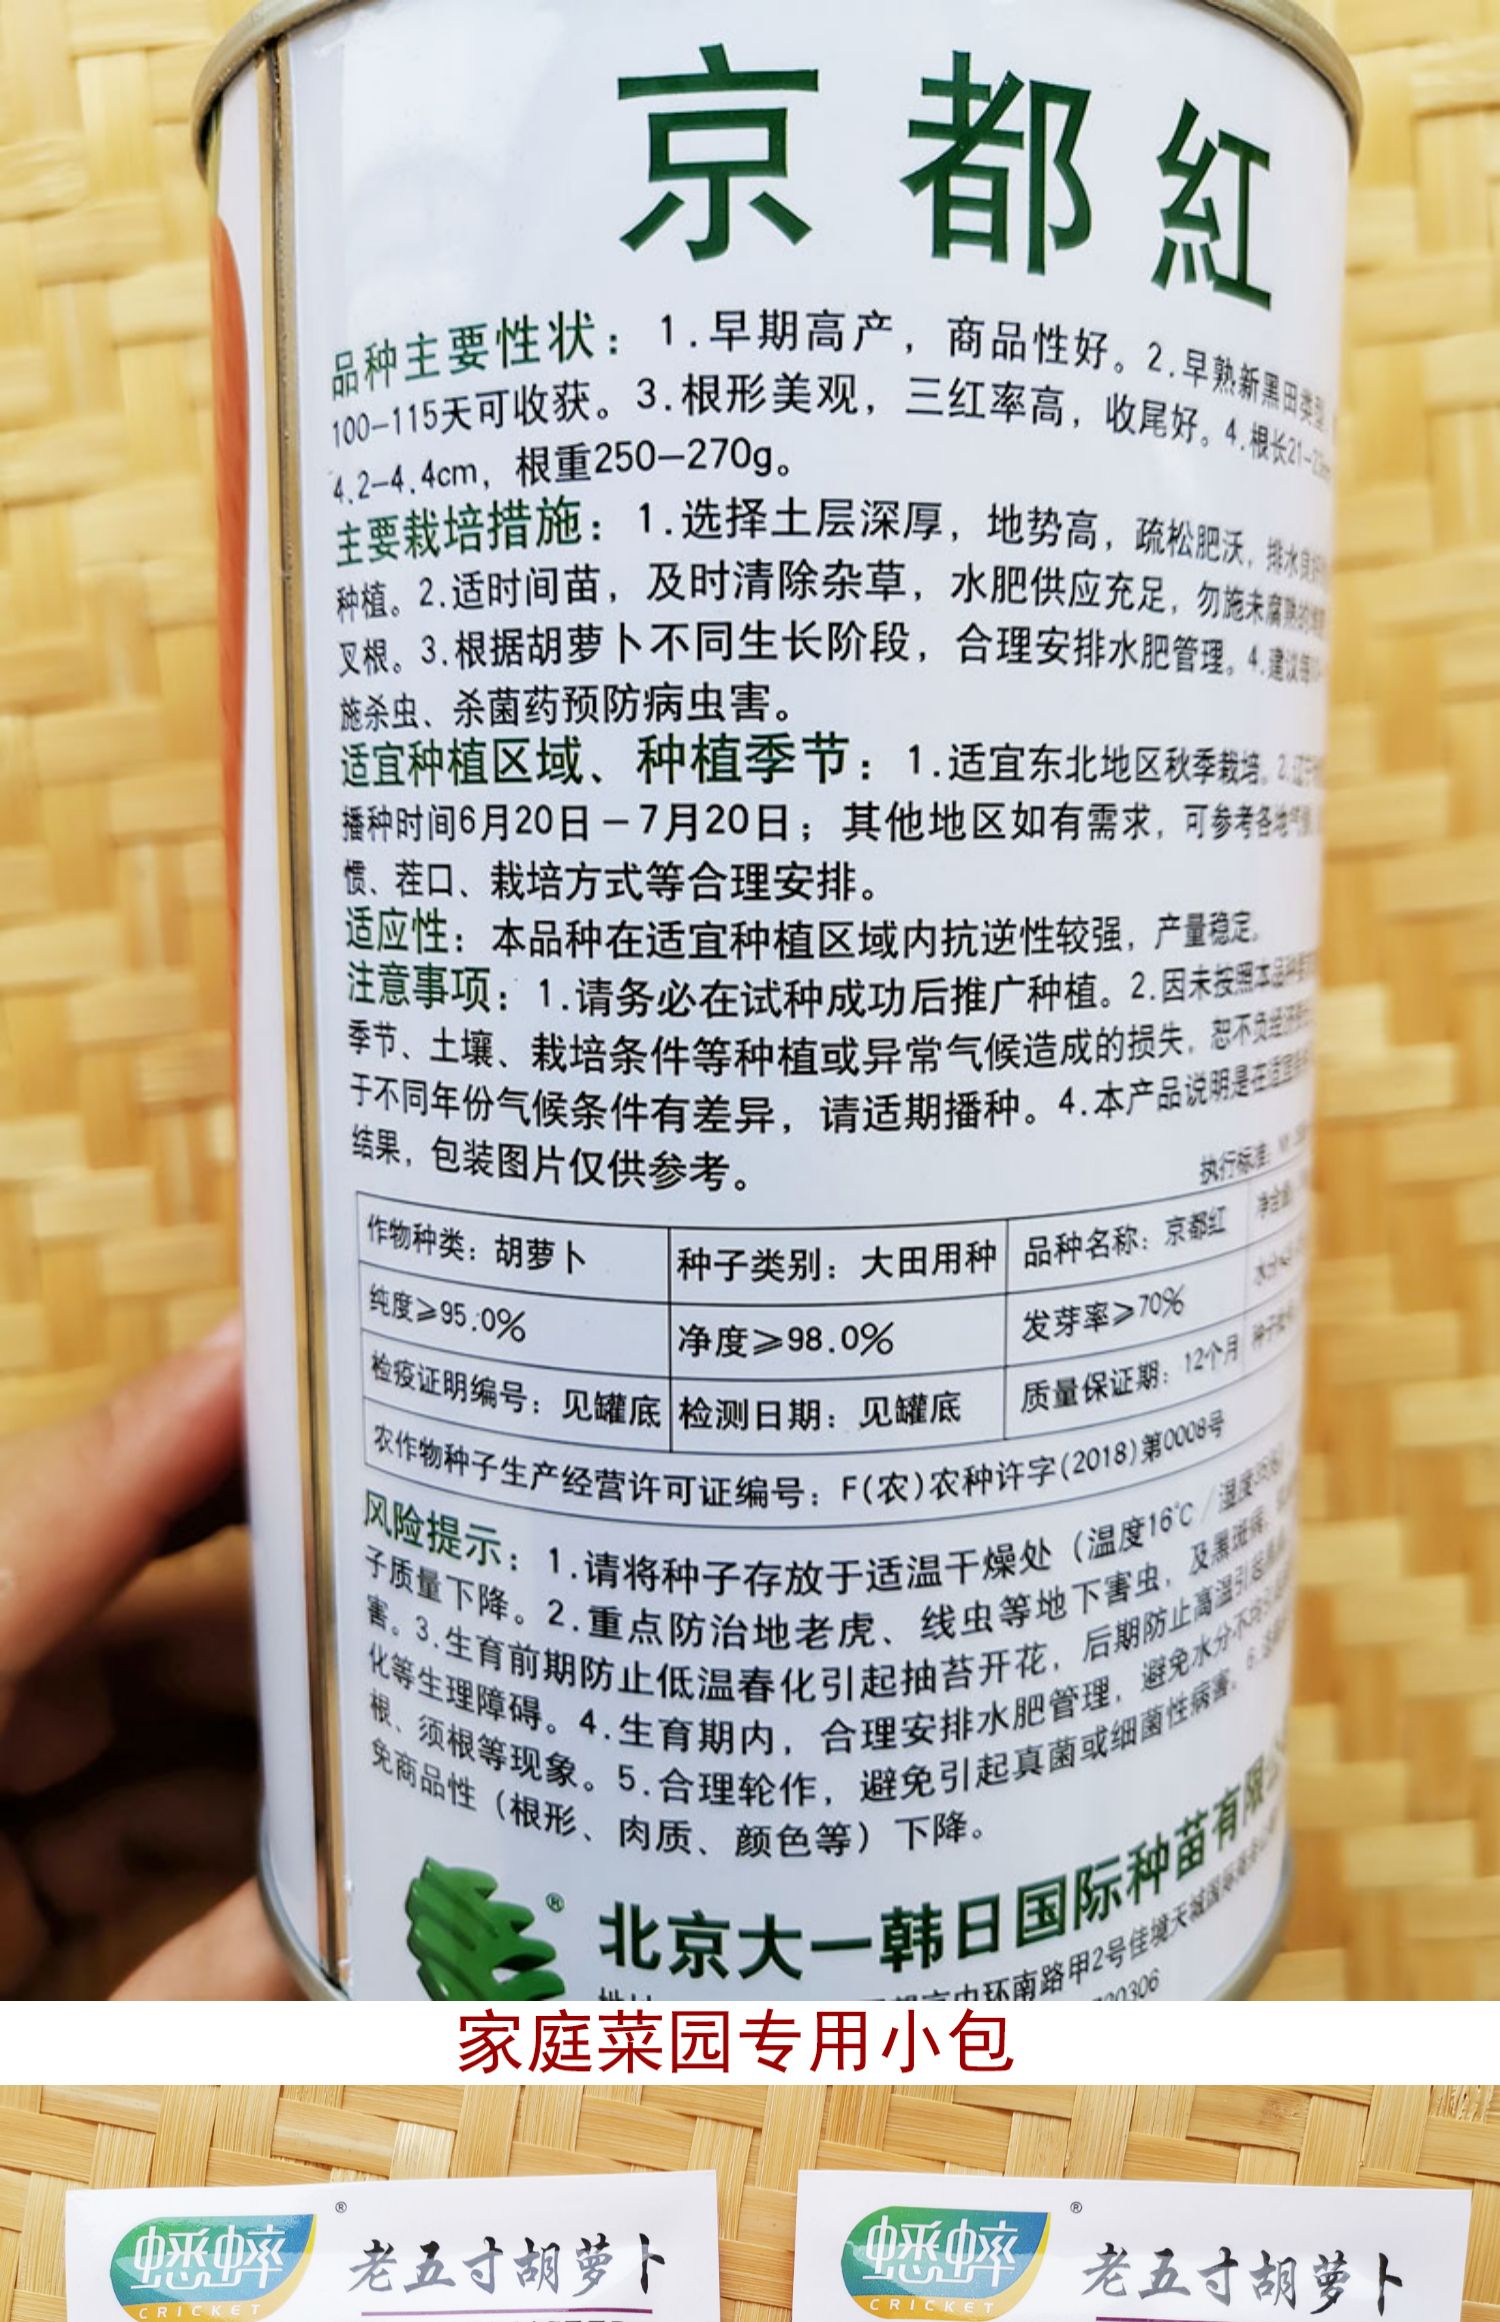 京都紅
品种主要性状：1.早期高产，商品性好。2.早熟新黑田类型
100-115天可收获。3.根形美观，三红率高，收尾好。4.根长21-
4.2-4.4cm，根重250-270g。
主要栽培措施：1.选择土层深厚，地势高，疏松肥沃，排水良好
种植。2.适时间苗，及时清除杂草，水肥供应充足，勿施未腐熟的
叉根。3.根据胡萝卜不同生长阶段，合理安排水肥管理。4.建议每
施杀虫、杀菌药预防病虫害。
适宜种植区域、种植季节：1.适宜东北地区秋季栽培。2.
播种时间6月20日-7月20日；其他地区如有需求，可参考各地气
惯、茬口、栽培方式等合理安排。
适应性：本品种在适宜种植区域内抗逆性较强，产量稳定。
注意事项：1.请务必在试种成功后推广种植。2.因未按照本品种
季节、土壤、栽培条件等种植或异常气候造成的损失，恕不负经济
于不同年份气候条件有差异，请适期播种。4.本产品说明是在适宜
结果，包装图片仅供参考。
执行标准：
作物种类：胡萝卜 种子类别：大田用种 品种名称：京都红 净含量
纯度≥95.0% 净度≥98.0% 发芽率≥70% 水分
检疫证明编号：见罐底 检测日期：见罐底 质量保证期：12个月 种子
农作物种子生产经营许可证编号：F(农)农种许字(2018)第0008号
风险提示：1.请将种子存放于适温干燥处（温度16℃/湿度
子质量下降。2.重点防治地老虎、线虫等地下害虫，及黑斑病、
害。3.生育前期防止低温春化引起抽苔开花，后期防止高温引起
化等生理障碍。4.生育期内，合理安排水肥管理，避免水分不均引
根、须根等现象。5.合理轮作，避免引起真菌或细菌性病害。6.
免商品性（根形、肉质、颜色等）下降。
® 北京大一韩日国际种苗有限公
中环南路甲2号佳境天城国际
0306
家庭菜园专用小包
蟋蟀® 老五寸胡萝卜
CRICKET
蟋蟀® 老五寸胡萝卜
CRICKET